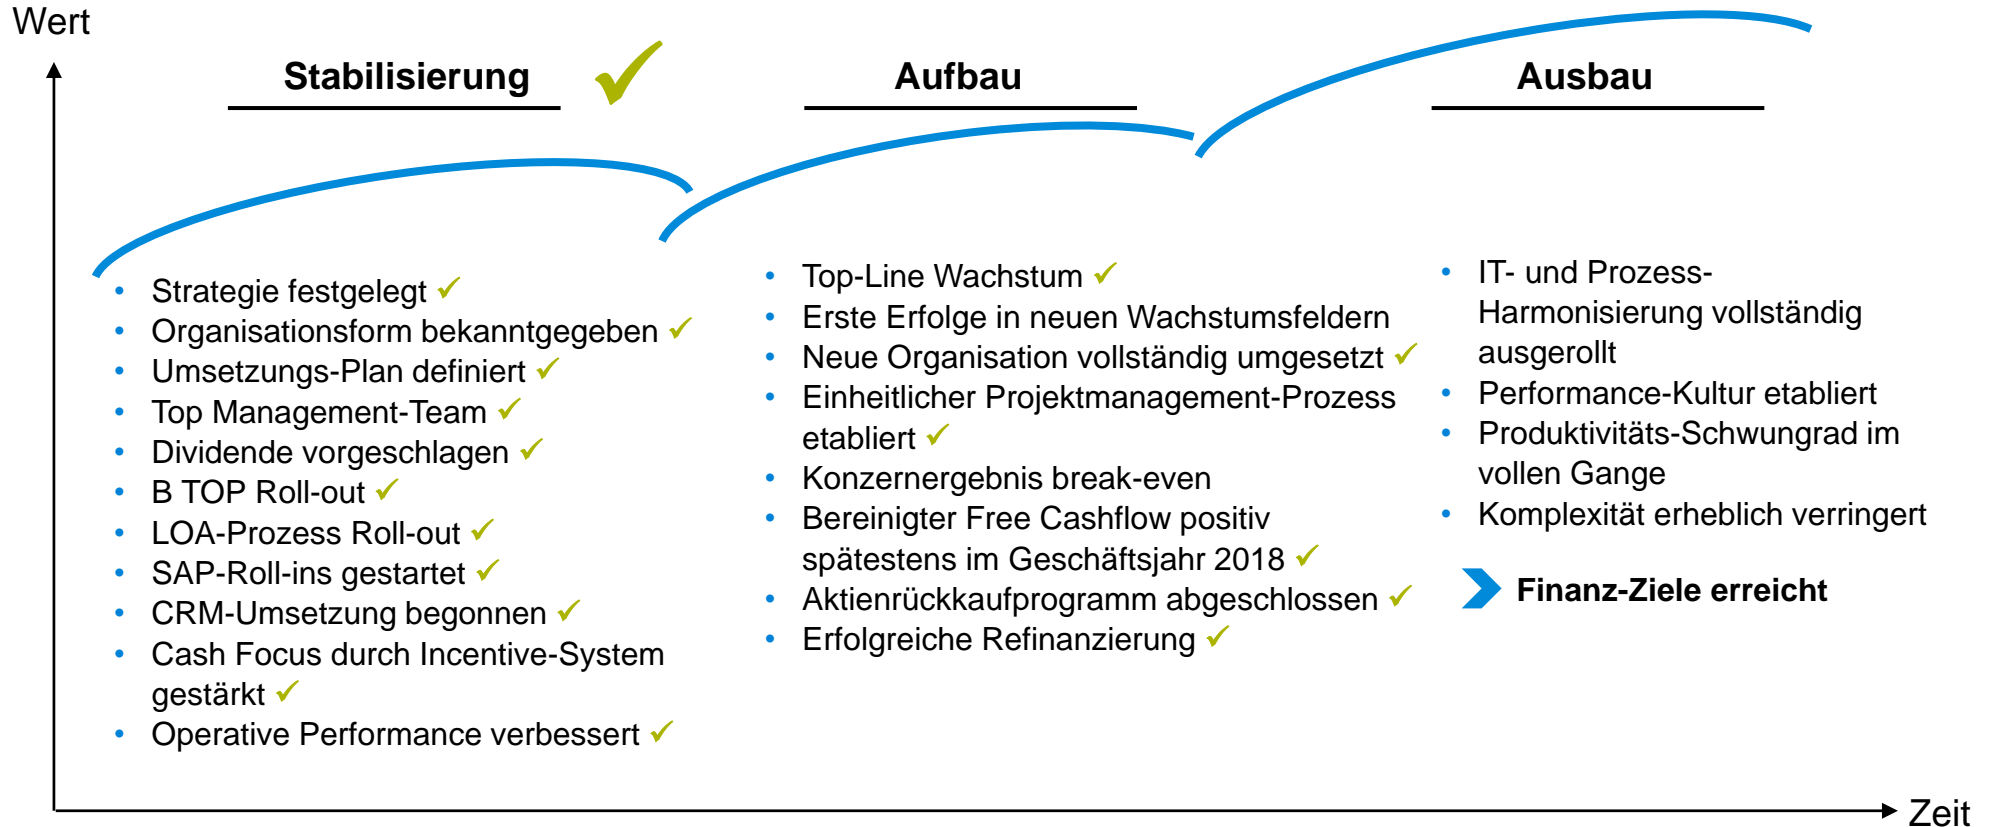 Wert
Stabilisierung ✓
• Strategie festgelegt ✓
• Organisationsform bekanntgegeben ✓
• Umsetzungs-Plan definiert ✓
• Top Management-Team ✓
• Dividende vorgeschlagen ✓
• B TOP Roll-out ✓
• LOA-Prozess Roll-out ✓
• SAP-Roll-ins gestartet ✓
• CRM-Umsetzung begonnen ✓
• Cash Focus durch Incentive-System
gestärkt ✓
• Operative Performance verbessert ✓
Aufbau
• Top-Line Wachstum ✓
• Erste Erfolge in neuen Wachstumsfeldern
• Neue Organisation vollständig umgesetzt ✓
• Einheitlicher Projektmanagement-Prozess
etabliert ✓
• Konzernergebnis break-even
• Bereinigter Free Cashflow positiv
spätestens im Geschäftsjahr 2018 ✓
• Aktienrückkaufprogramm abgeschlossen ✓
• Erfolgreiche Refinanzierung ✓
Ausbau
• IT- und Prozess-
Harmonisierung vollständig
ausgerollt
• Performance-Kultur etabliert
• Produktivitäts-Schwungrad im
vollen Gange
• Komplexität erheblich verringert
Finanz-Ziele erreicht
Zeit